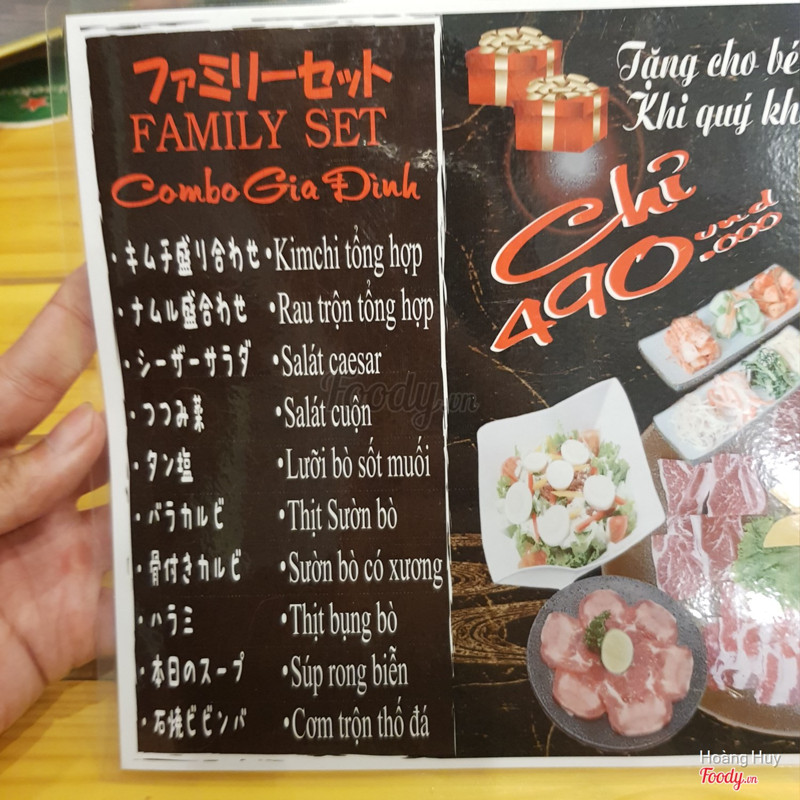 ファミリーセット
FAMILY SET
Combo Gia Đình
・キムチ盛り合わせ •Kimchi tổng hợp
・ナムル盛合わせ •Rau trộn tổng hợp
・シーザーサラダ •Salát caesar
・つつみ菜 •Salát cuộn
・タン塩 •Lưỡi bò sốt muối
・バラカルビ •Thịt Sườn bò
・骨付きカルビ •Sườn bò có xương
・ハラミ •Thịt bụng bò
・本日のスープ •Súp rong biễn
・石焼ビビンバ •Cơm trộn thố đá
Tặng cho bé
Khi quý kh
Chỉ
490.000 vnd
Foody.vn
Hoàng Huy
Foody.vn